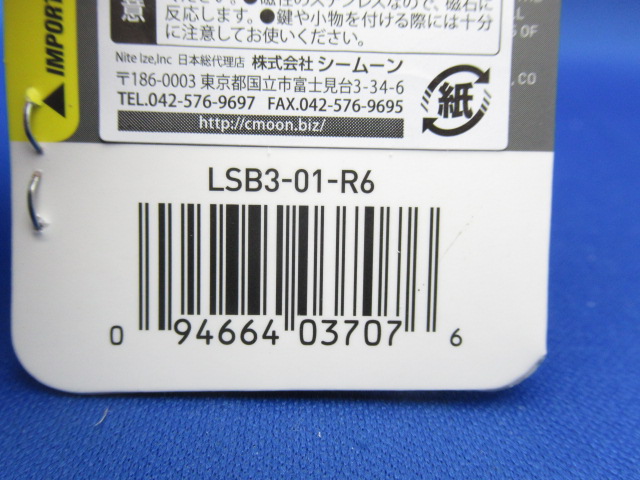 意
反応します。●鍵や小物を付ける際には十分
に注意してお使いください。
Nite Ize,Inc 日本総代理店 株式会社 シームーン
〒186-0003 東京都国立市富士見台3-34-6
TEL.042-576-9697 FAX.042-576-9695
http://cmoon.biz/
紙
▲ IMPORT
CO
LSB3-01-R6
0 94664 03707 6